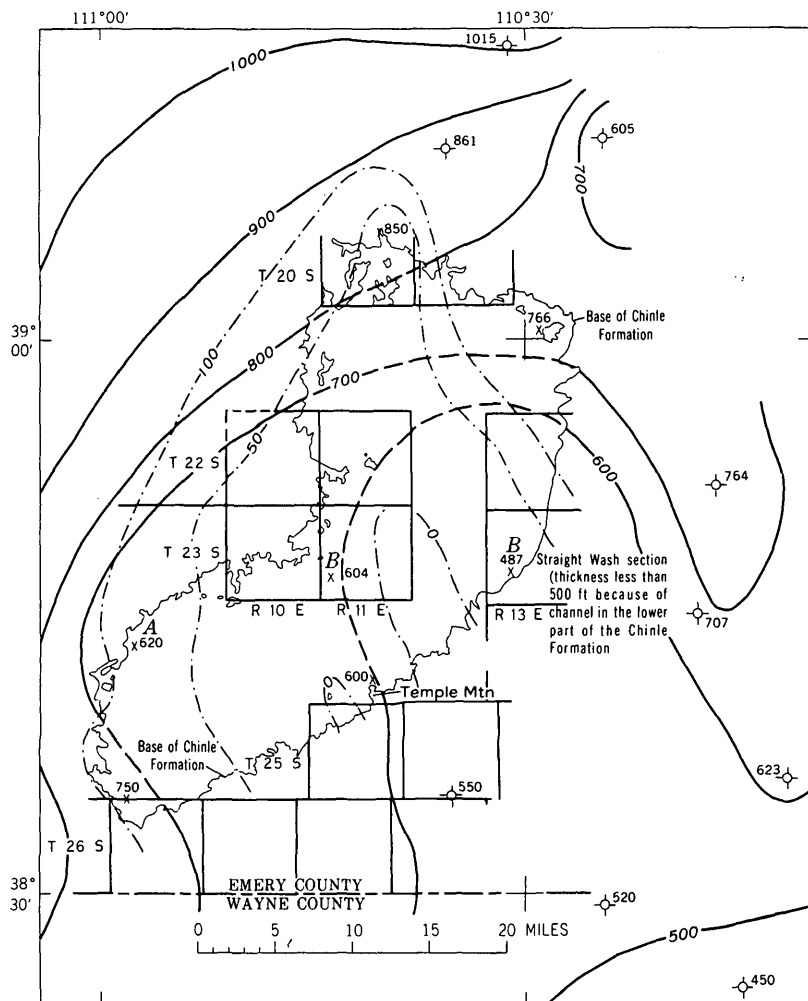 111°00'
110°30'
1015
1000
861
605
700
900
850
T 20 S
766
Base of Chinle
Formation
39°
00'
100
800
700
50
600
T 22 S
764
0
T 23 S
B
604
B
487
Straight Wash section
(thickness less than
500 ft because of
channel in the lower
part of the Chinle
Formation
R 10 E
R 11 E
R 13 E
707
A
620
0
600
Temple Mtn
Base of Chinle
Formation
T 25 S
623
750
550
800
T 26 S
38°
30'
EMERY COUNTY
WAYNE COUNTY
520
500
0 5 10 15 20 MILES
450